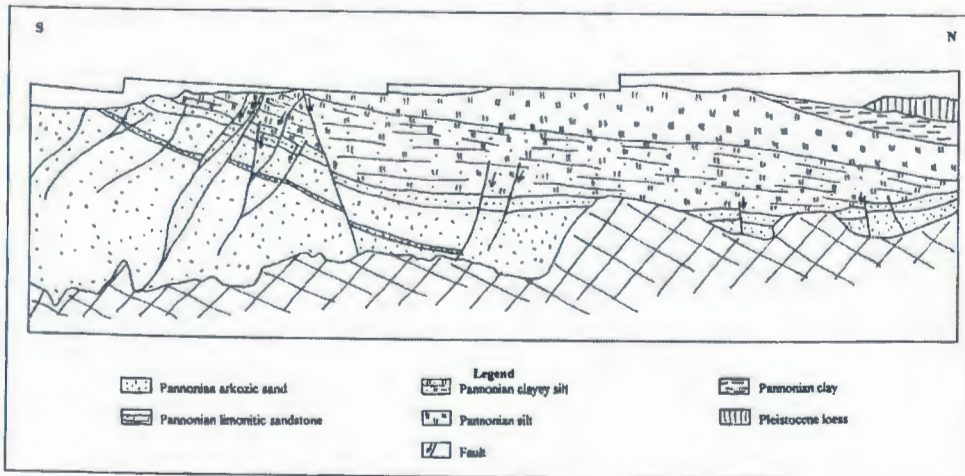 S
N
Legend
Pannonian arkozic sand
Pannonian clayey silt
Pannonian clay
Pannonian limonitic sandstone
Pannonian silt
Pleistocene loess
Fault